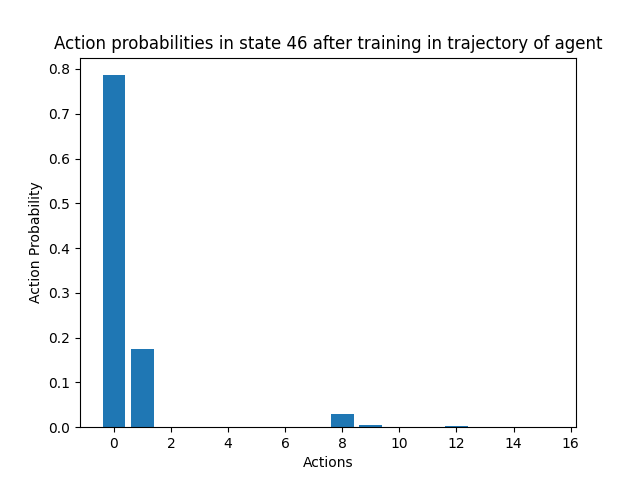 Action probabilities in state 46 after training in trajectory of agent
0.8
0.7
0.6
0.5
0.4
0.3
0.2
0.1
0.0
Action Probability
0 2 4 6 8 10 12 14 16
Actions